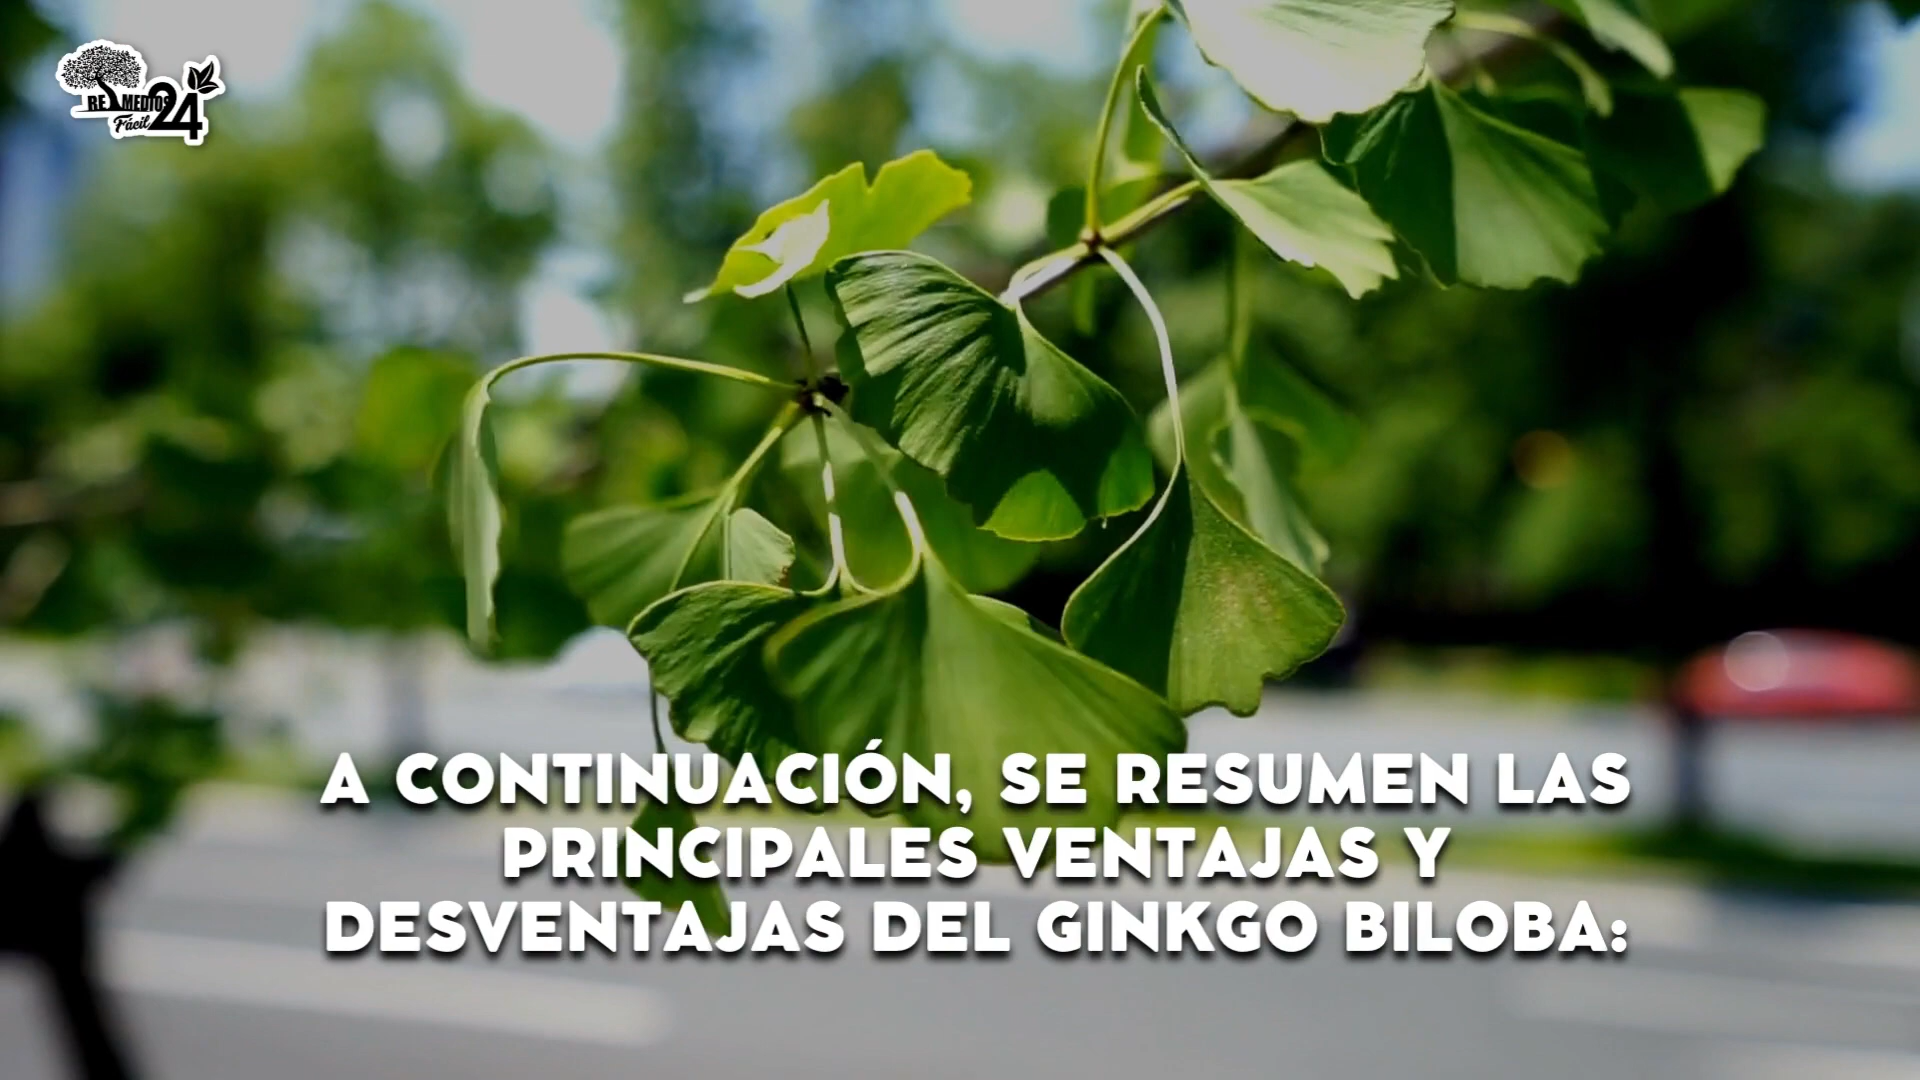 REMEDIOS
Fácil 24
A CONTINUACIÓN, SE RESUMEN LAS
PRINCIPALES VENTAJAS Y
DESVENTAJAS DEL GINKGO BILOBA: